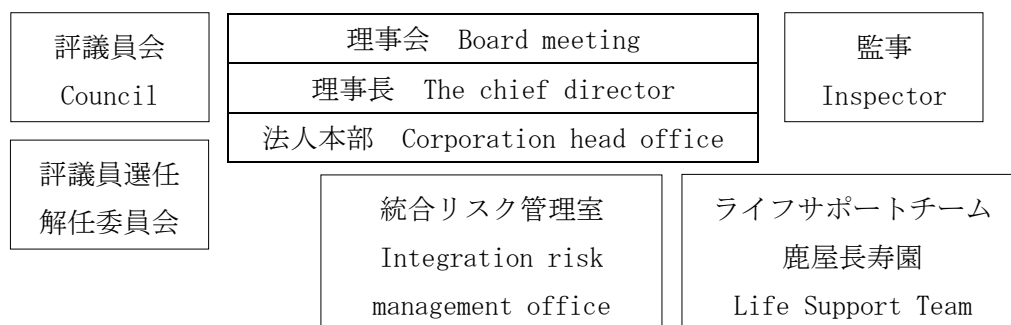 評議員会
Council
理事会 Board meeting
理事長 The chief director
法人本部 Corporation head office
監事
Inspector
評議員選任
解任委員会
統合リスク管理室
Integration risk
management office
ライフサポートチーム
鹿屋長寿園
Life Support Team